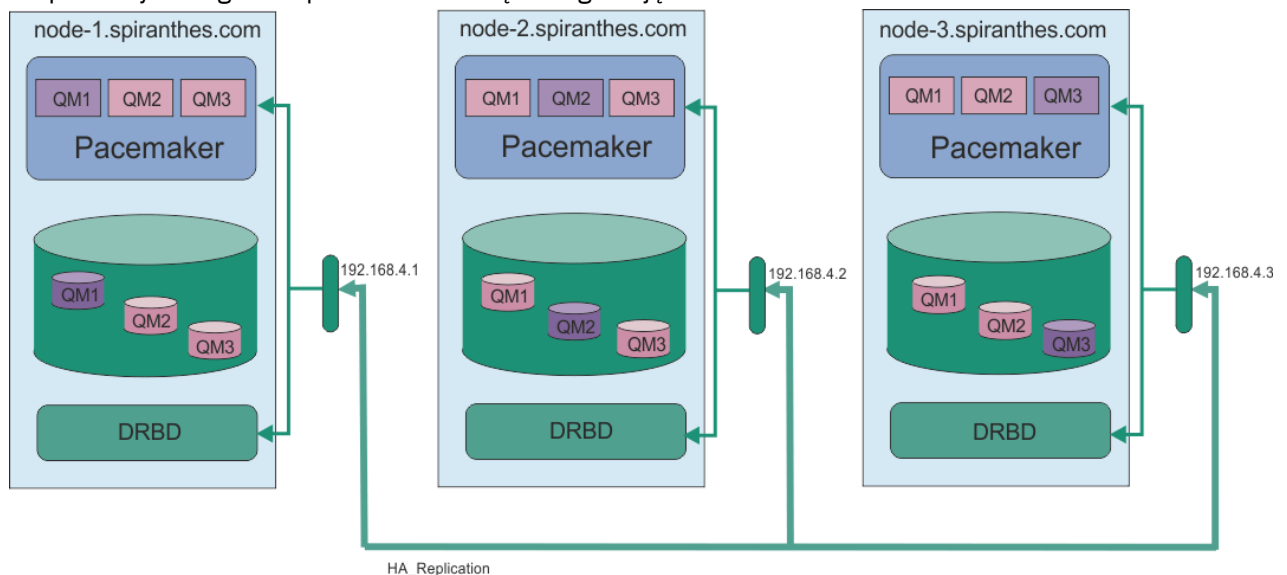 node-1.spiranthes.com
QM1 QM2 QM3
Pacemaker
QM1
QM2
QM3
DRBD
192.168.4.1
node-2.spiranthes.com
QM1 QM2 QM3
Pacemaker
QM1
QM2
QM3
DRBD
192.168.4.2
node-3.spiranthes.com
QM1 QM2 QM3
Pacemaker
QM1
QM2
QM3
DRBD
192.168.4.3
HA Replication